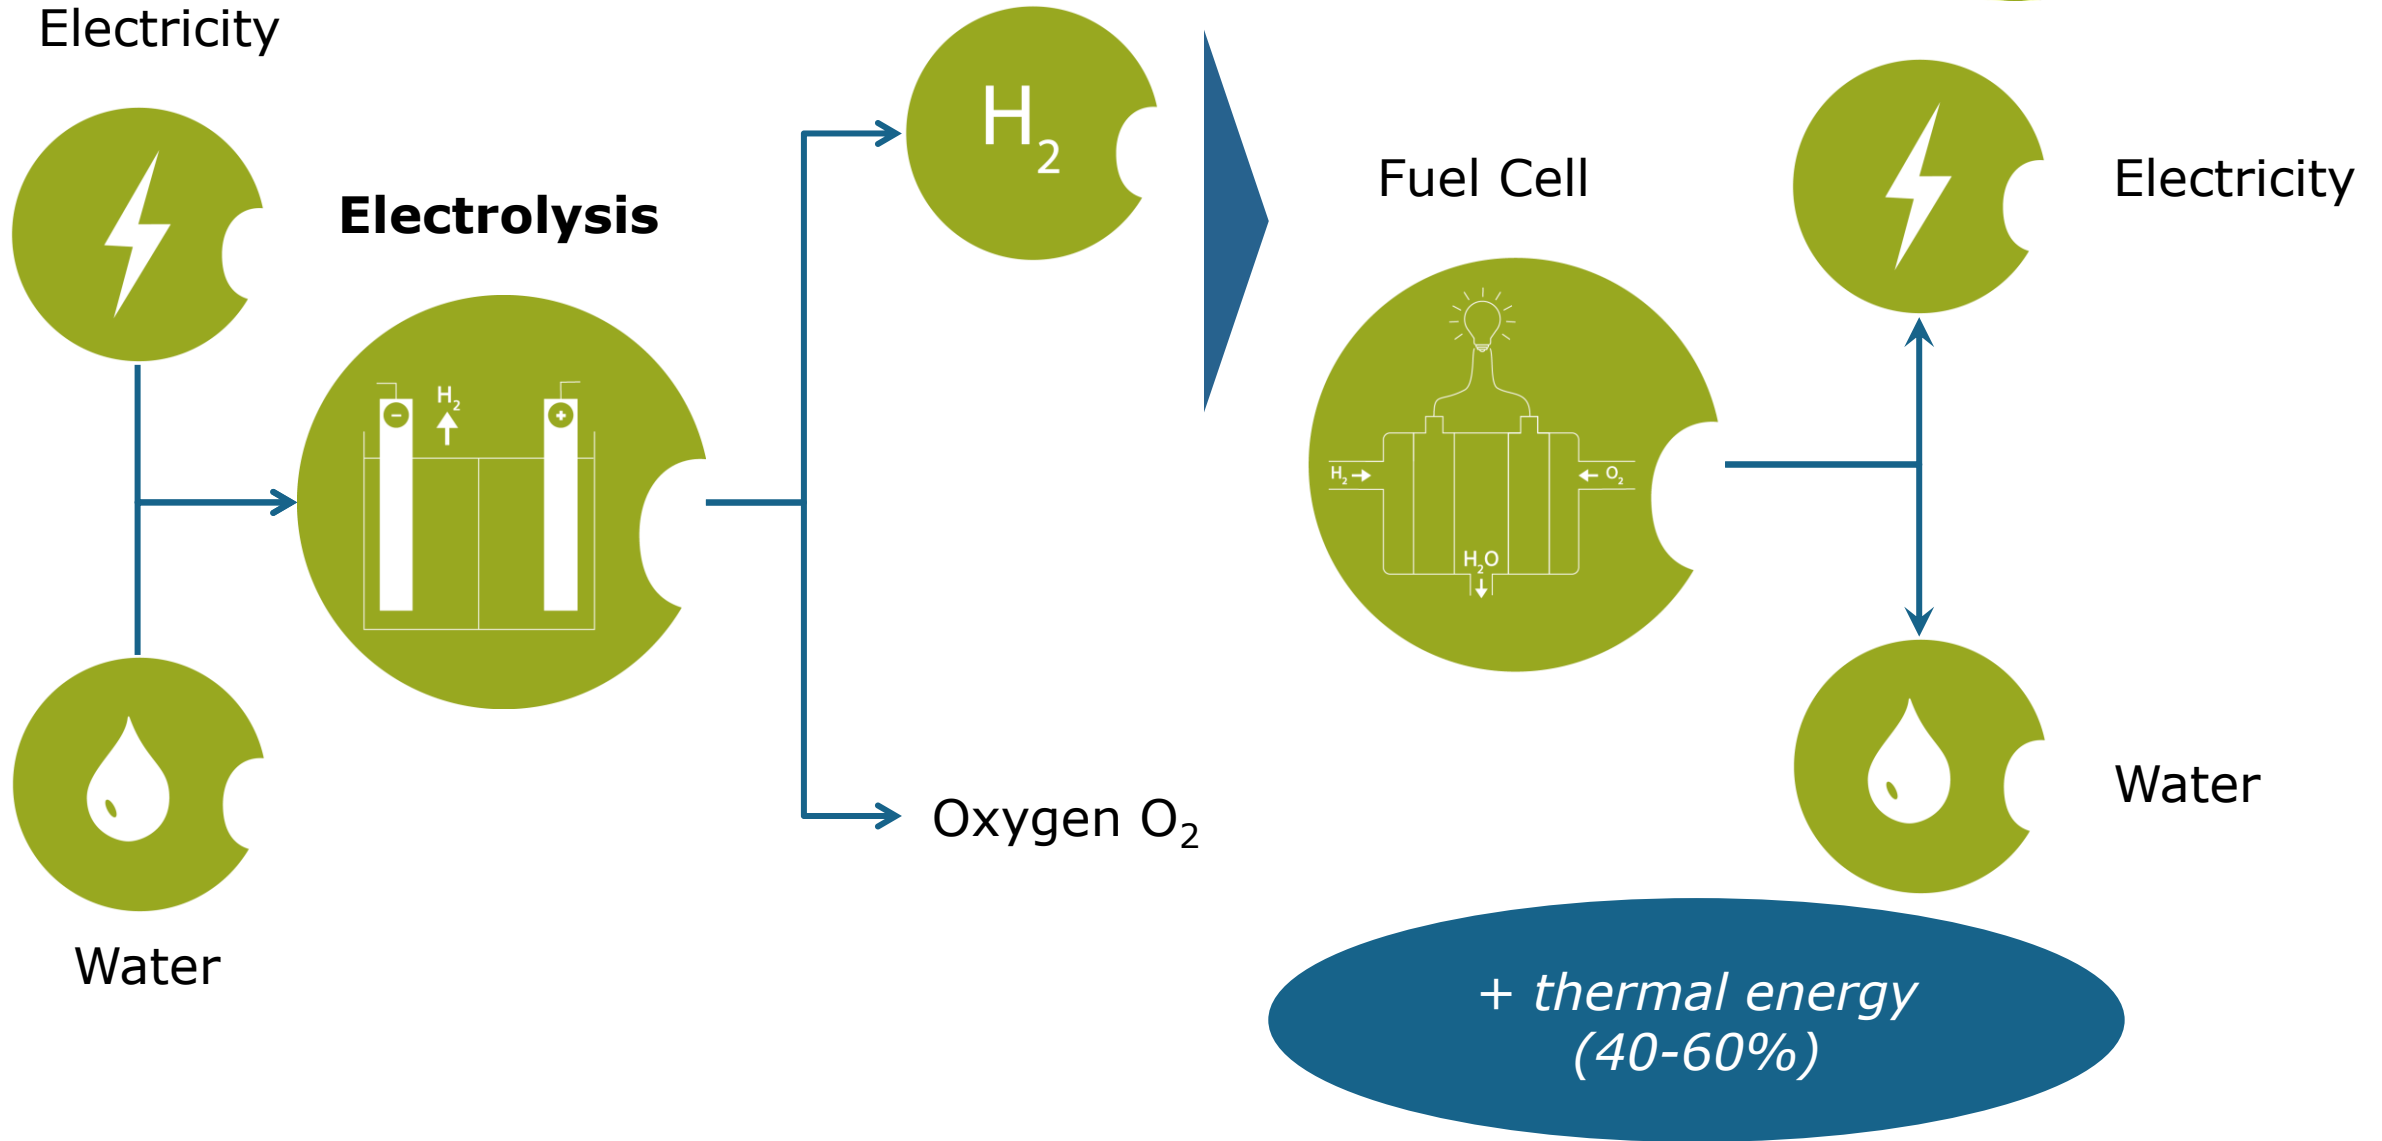 Electricity
Electrolysis
−
H₂
+
Water
H₂
Oxygen O₂
Fuel Cell
H₂
O₂
H₂O
Electricity
Water
+ thermal energy
(40-60%)